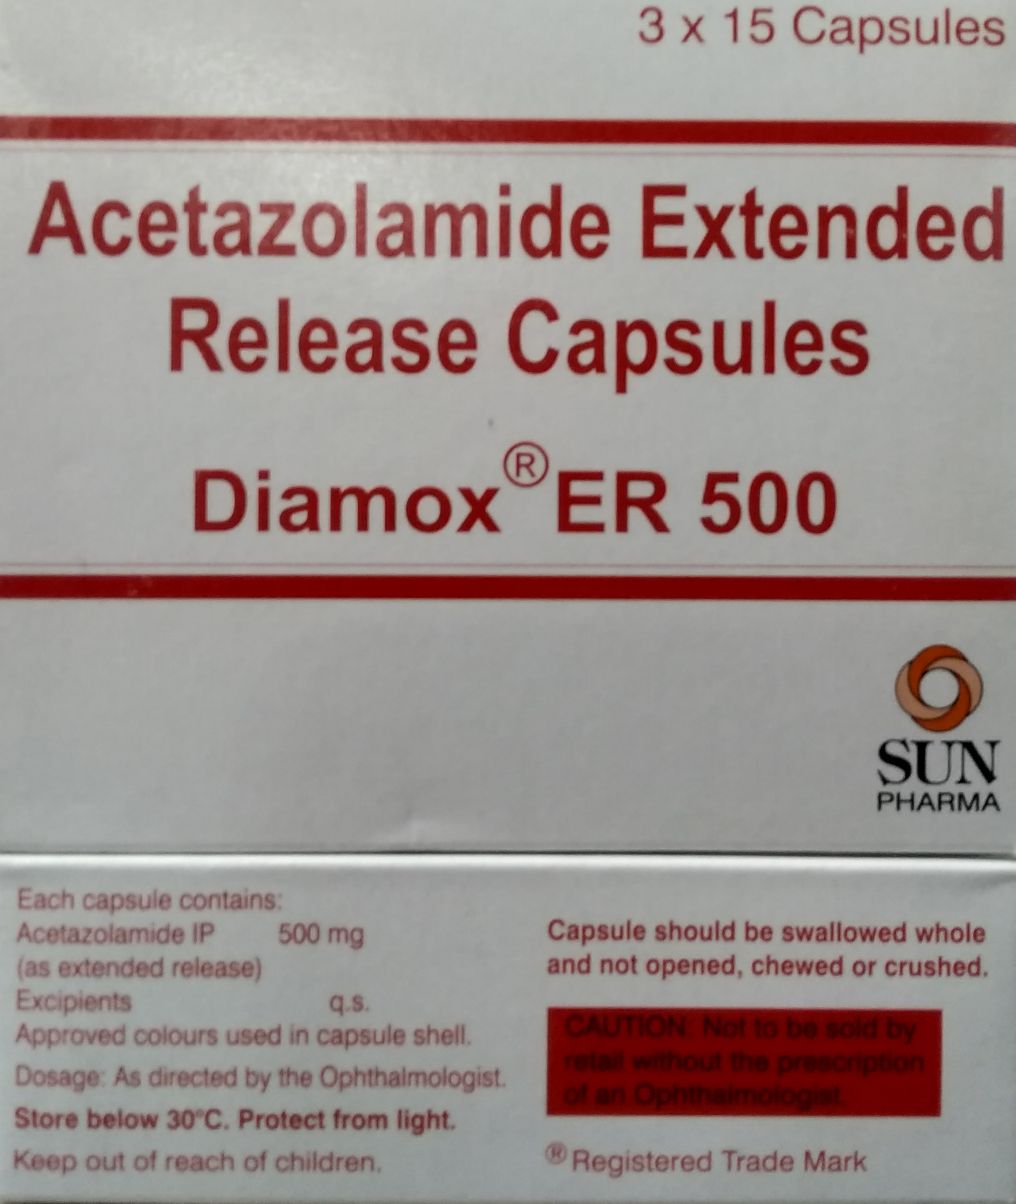 3 x 15 Capsules
Acetazolamide Extended
Release Capsules
Diamox® ER 500
SUN
PHARMA
Each capsule contains:
Acetazolamide IP 500 mg
(as extended release)
Excipients q.s.
Approved colours used in capsule shell.
Dosage: As directed by the Ophthalmologist.
Store below 30°C. Protect from light.
Keep out of reach of children.
Capsule should be swallowed whole
and not opened, chewed or crushed.
CAUTION: Not to be sold by
retail without the prescription
of an Ophthalmologist.
® Registered Trade Mark